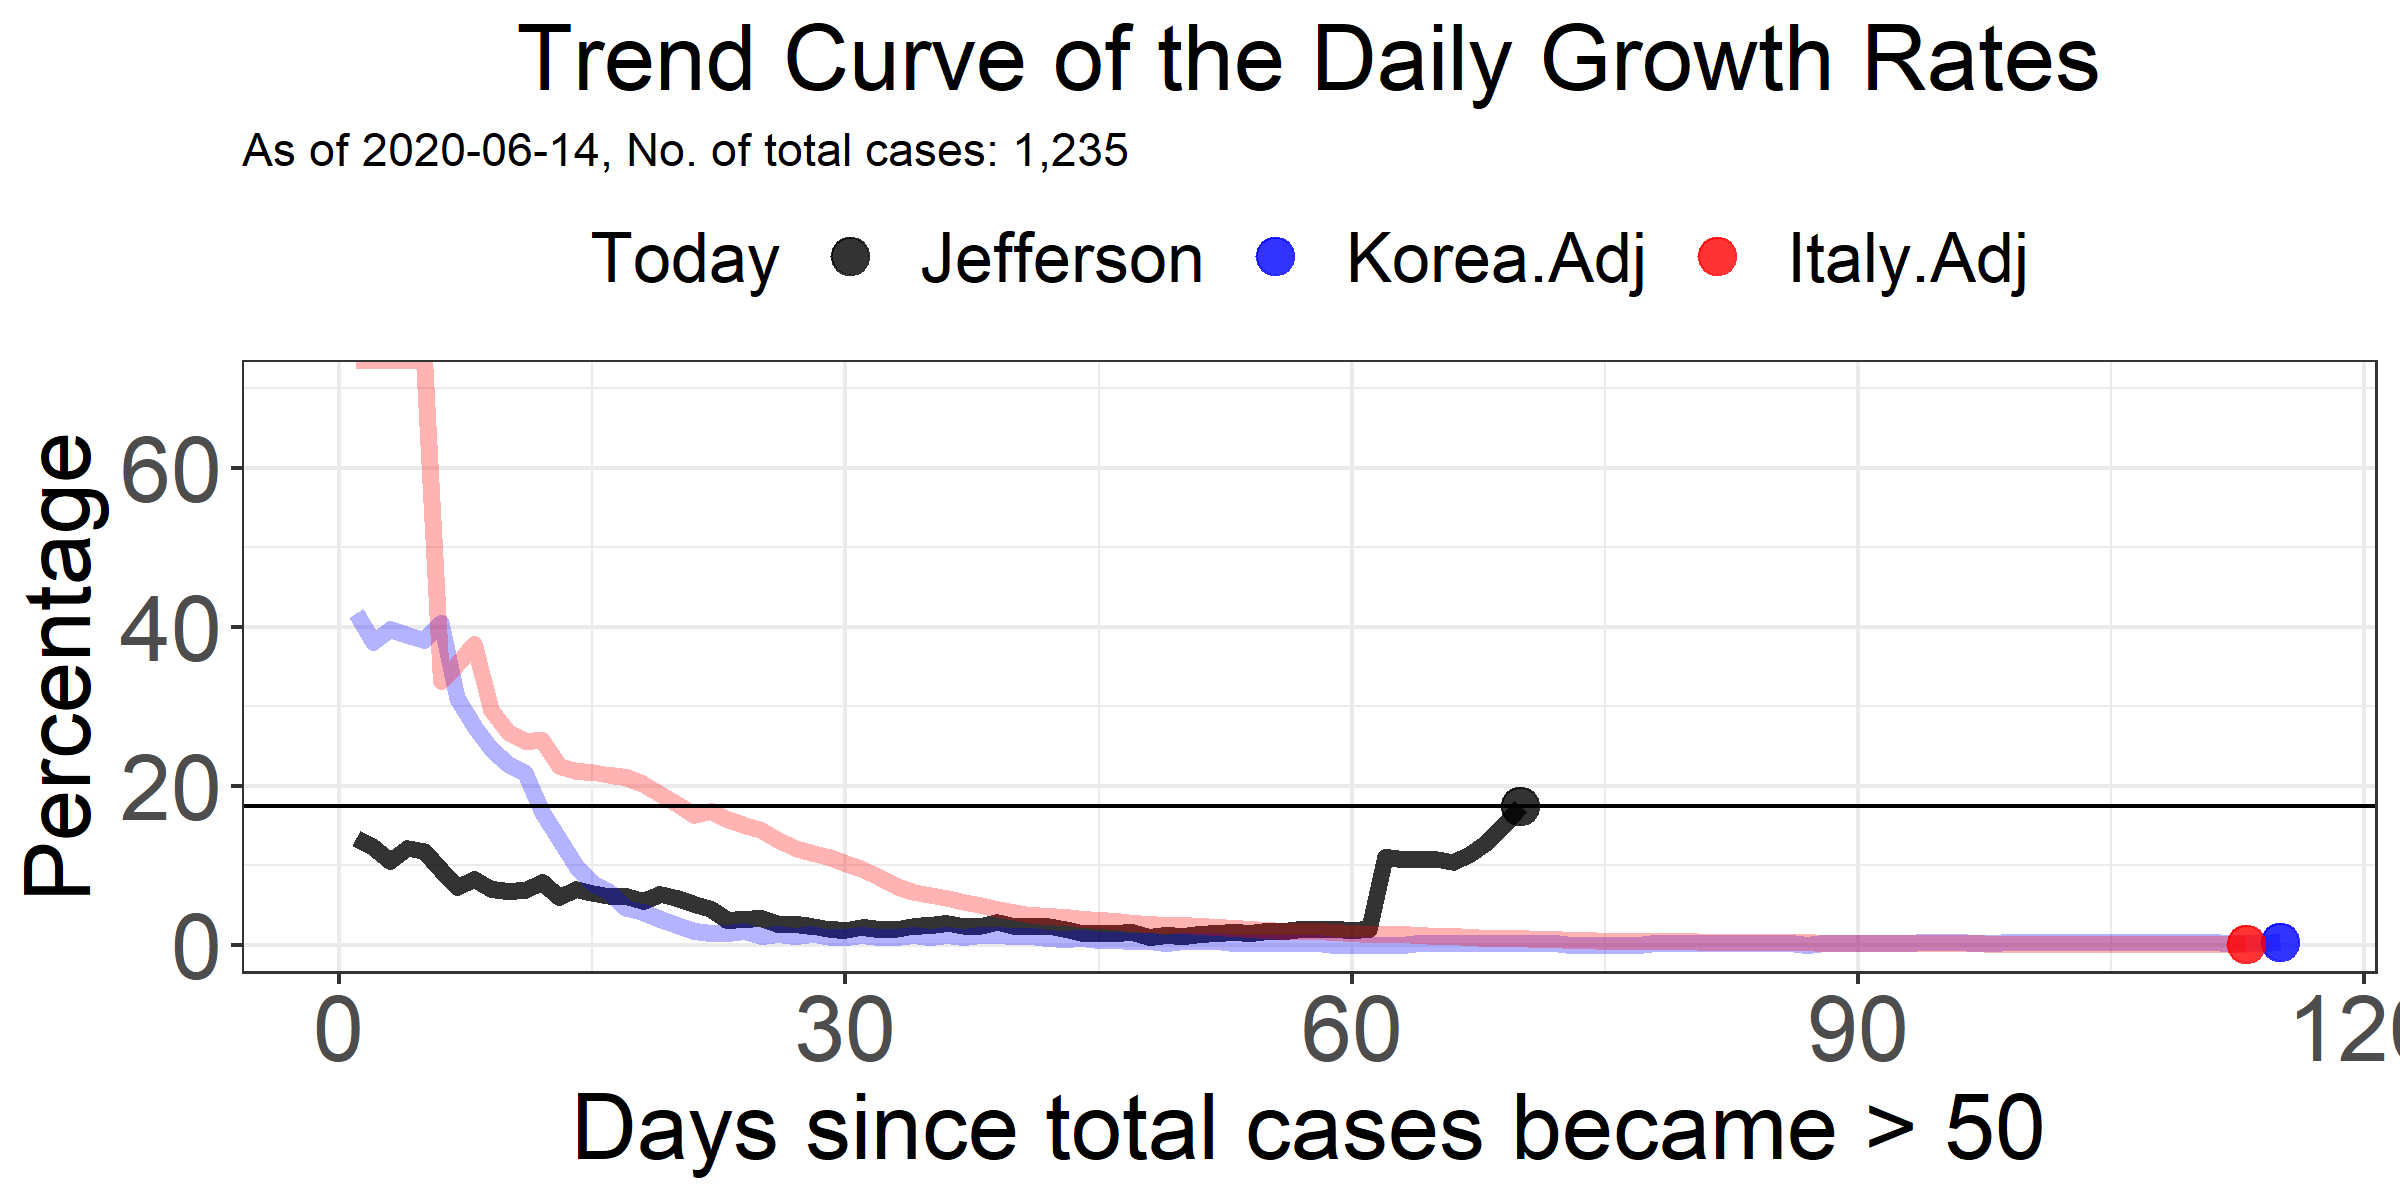 Trend Curve of the Daily Growth Rates
As of 2020-06-14, No. of total cases: 1,235
Today Jefferson Korea.Adj Italy.Adj
Percentage
60
40
20
0
0 30 60 90 120
Days since total cases became > 50